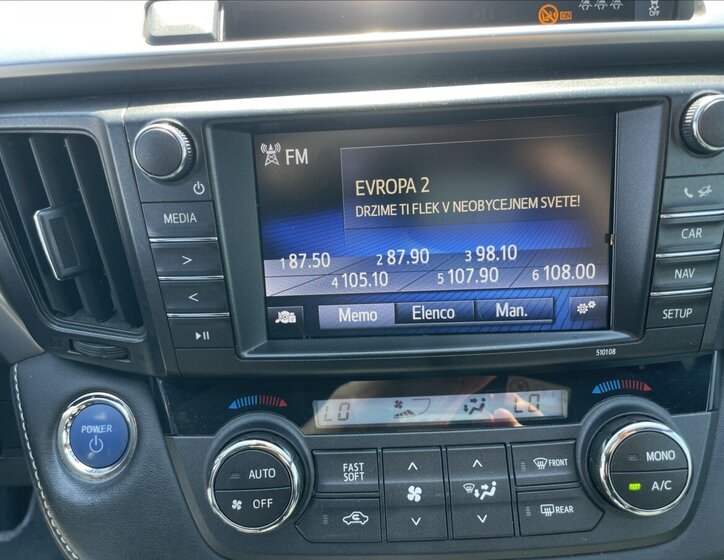 ON
OFF
FM
EVROPA 2
DRZIME TI FLEK V NEOBYCEJNEM SVETE!
1 87.50 2 87.90 3 98.10
4 105.10 5 107.90 6 108.00
Memo Elenco Man.
MEDIA
>
<
CAR
NAV
SETUP
510108
POWER
LO LO
AUTO
OFF
FAST
SOFT
FRONT
REAR
MONO
A/C